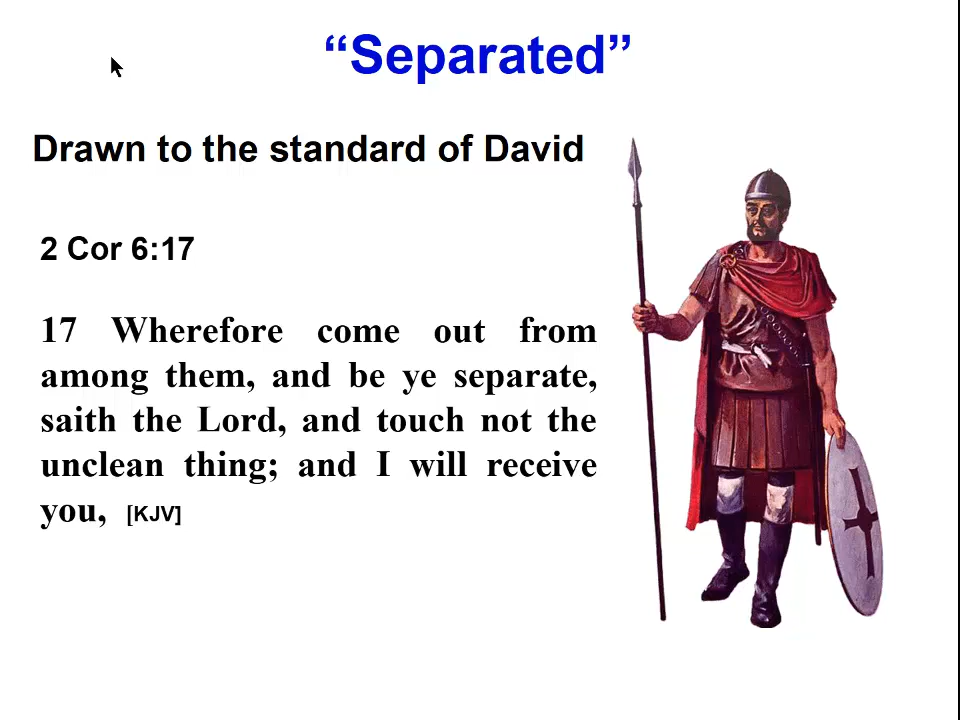 “Separated”
Drawn to the standard of David
2 Cor 6:17
17 Wherefore come out from
among them, and be ye separate,
saith the Lord, and touch not the
unclean thing; and I will receive
you, [KJV]